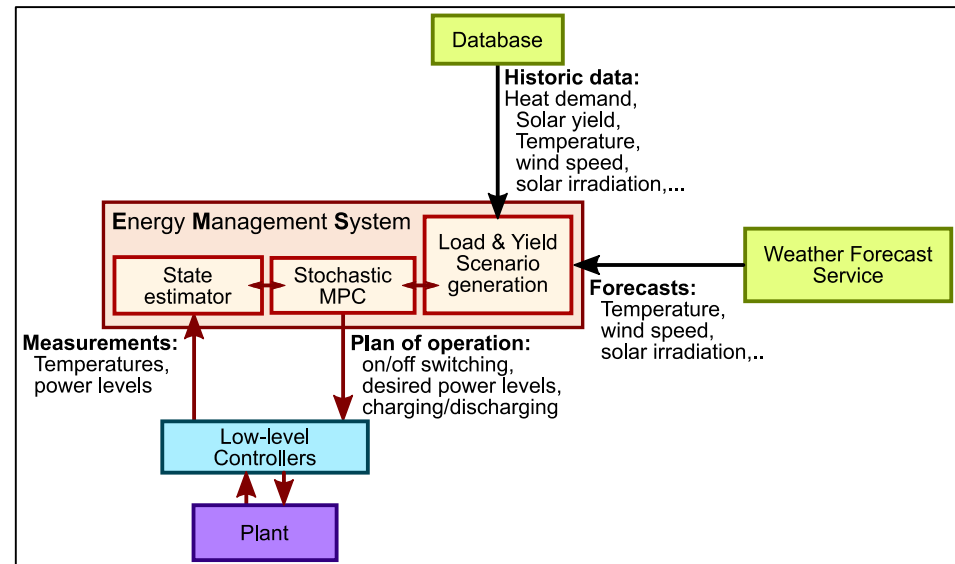 Database
Historic data:
Heat demand,
Solar yield,
Temperature,
wind speed,
solar irradiation,...
Energy Management System
Load & Yield
Scenario
generation
State
estimator
Stochastic
MPC
Weather Forecast
Service
Forecasts:
Temperature,
wind speed,
solar irradiation,..
Measurements:
Temperatures,
power levels
Plan of operation:
on/off switching,
desired power levels,
charging/discharging
Low-level
Controllers
Plant